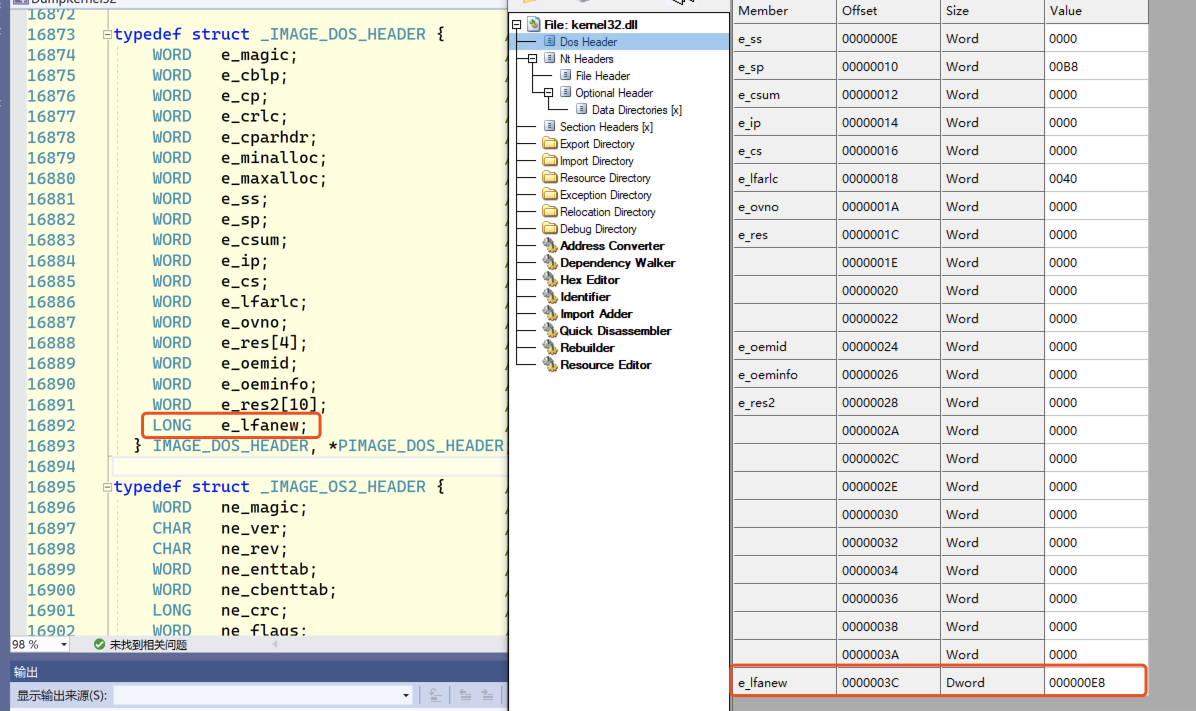 16872
16873 typedef struct _IMAGE_DOS_HEADER {
16874 WORD e_magic;
16875 WORD e_cblp;
16876 WORD e_cp;
16877 WORD e_crlc;
16878 WORD e_cparhdr;
16879 WORD e_minalloc;
16880 WORD e_maxalloc;
16881 WORD e_ss;
16882 WORD e_sp;
16883 WORD e_csum;
16884 WORD e_ip;
16885 WORD e_cs;
16886 WORD e_lfarlc;
16887 WORD e_ovno;
16888 WORD e_res[4];
16889 WORD e_oemid;
16890 WORD e_oeminfo;
16891 WORD e_res2[10];
16892 LONG e_lfanew;
16893 } IMAGE_DOS_HEADER, *PIMAGE_DOS_HEADER
16894
16895 typedef struct _IMAGE_OS2_HEADER {
16896 WORD ne_magic;
16897 CHAR ne_ver;
16898 CHAR ne_rev;
16899 WORD ne_enttab;
16900 WORD ne_cbenttab;
16901 LONG ne_crc;
16902 WORD ne_flags;
98 % 未找到相关问题
输出
显示输出来源(S):
File: kernel32.dll
Dos Header
Nt Headers
File Header
Optional Header
Data Directories [x]
Section Headers [x]
Export Directory
Import Directory
Resource Directory
Exception Directory
Relocation Directory
Debug Directory
Address Converter
Dependency Walker
Hex Editor
Identifier
Import Adder
Quick Disassembler
Rebuilder
Resource Editor
Member Offset Size Value
e_ss 0000000E Word 0000
e_sp 00000010 Word 00B8
e_csum 00000012 Word 0000
e_ip 00000014 Word 0000
e_cs 00000016 Word 0000
e_lfarlc 00000018 Word 0040
e_ovno 0000001A Word 0000
e_res 0000001C Word 0000
0000001E Word 0000
00000020 Word 0000
00000022 Word 0000
e_oemid 00000024 Word 0000
e_oeminfo 00000026 Word 0000
e_res2 00000028 Word 0000
0000002A Word 0000
0000002C Word 0000
0000002E Word 0000
00000030 Word 0000
00000032 Word 0000
00000034 Word 0000
00000036 Word 0000
00000038 Word 0000
0000003A Word 0000
e_lfanew 0000003C Dword 000000E8